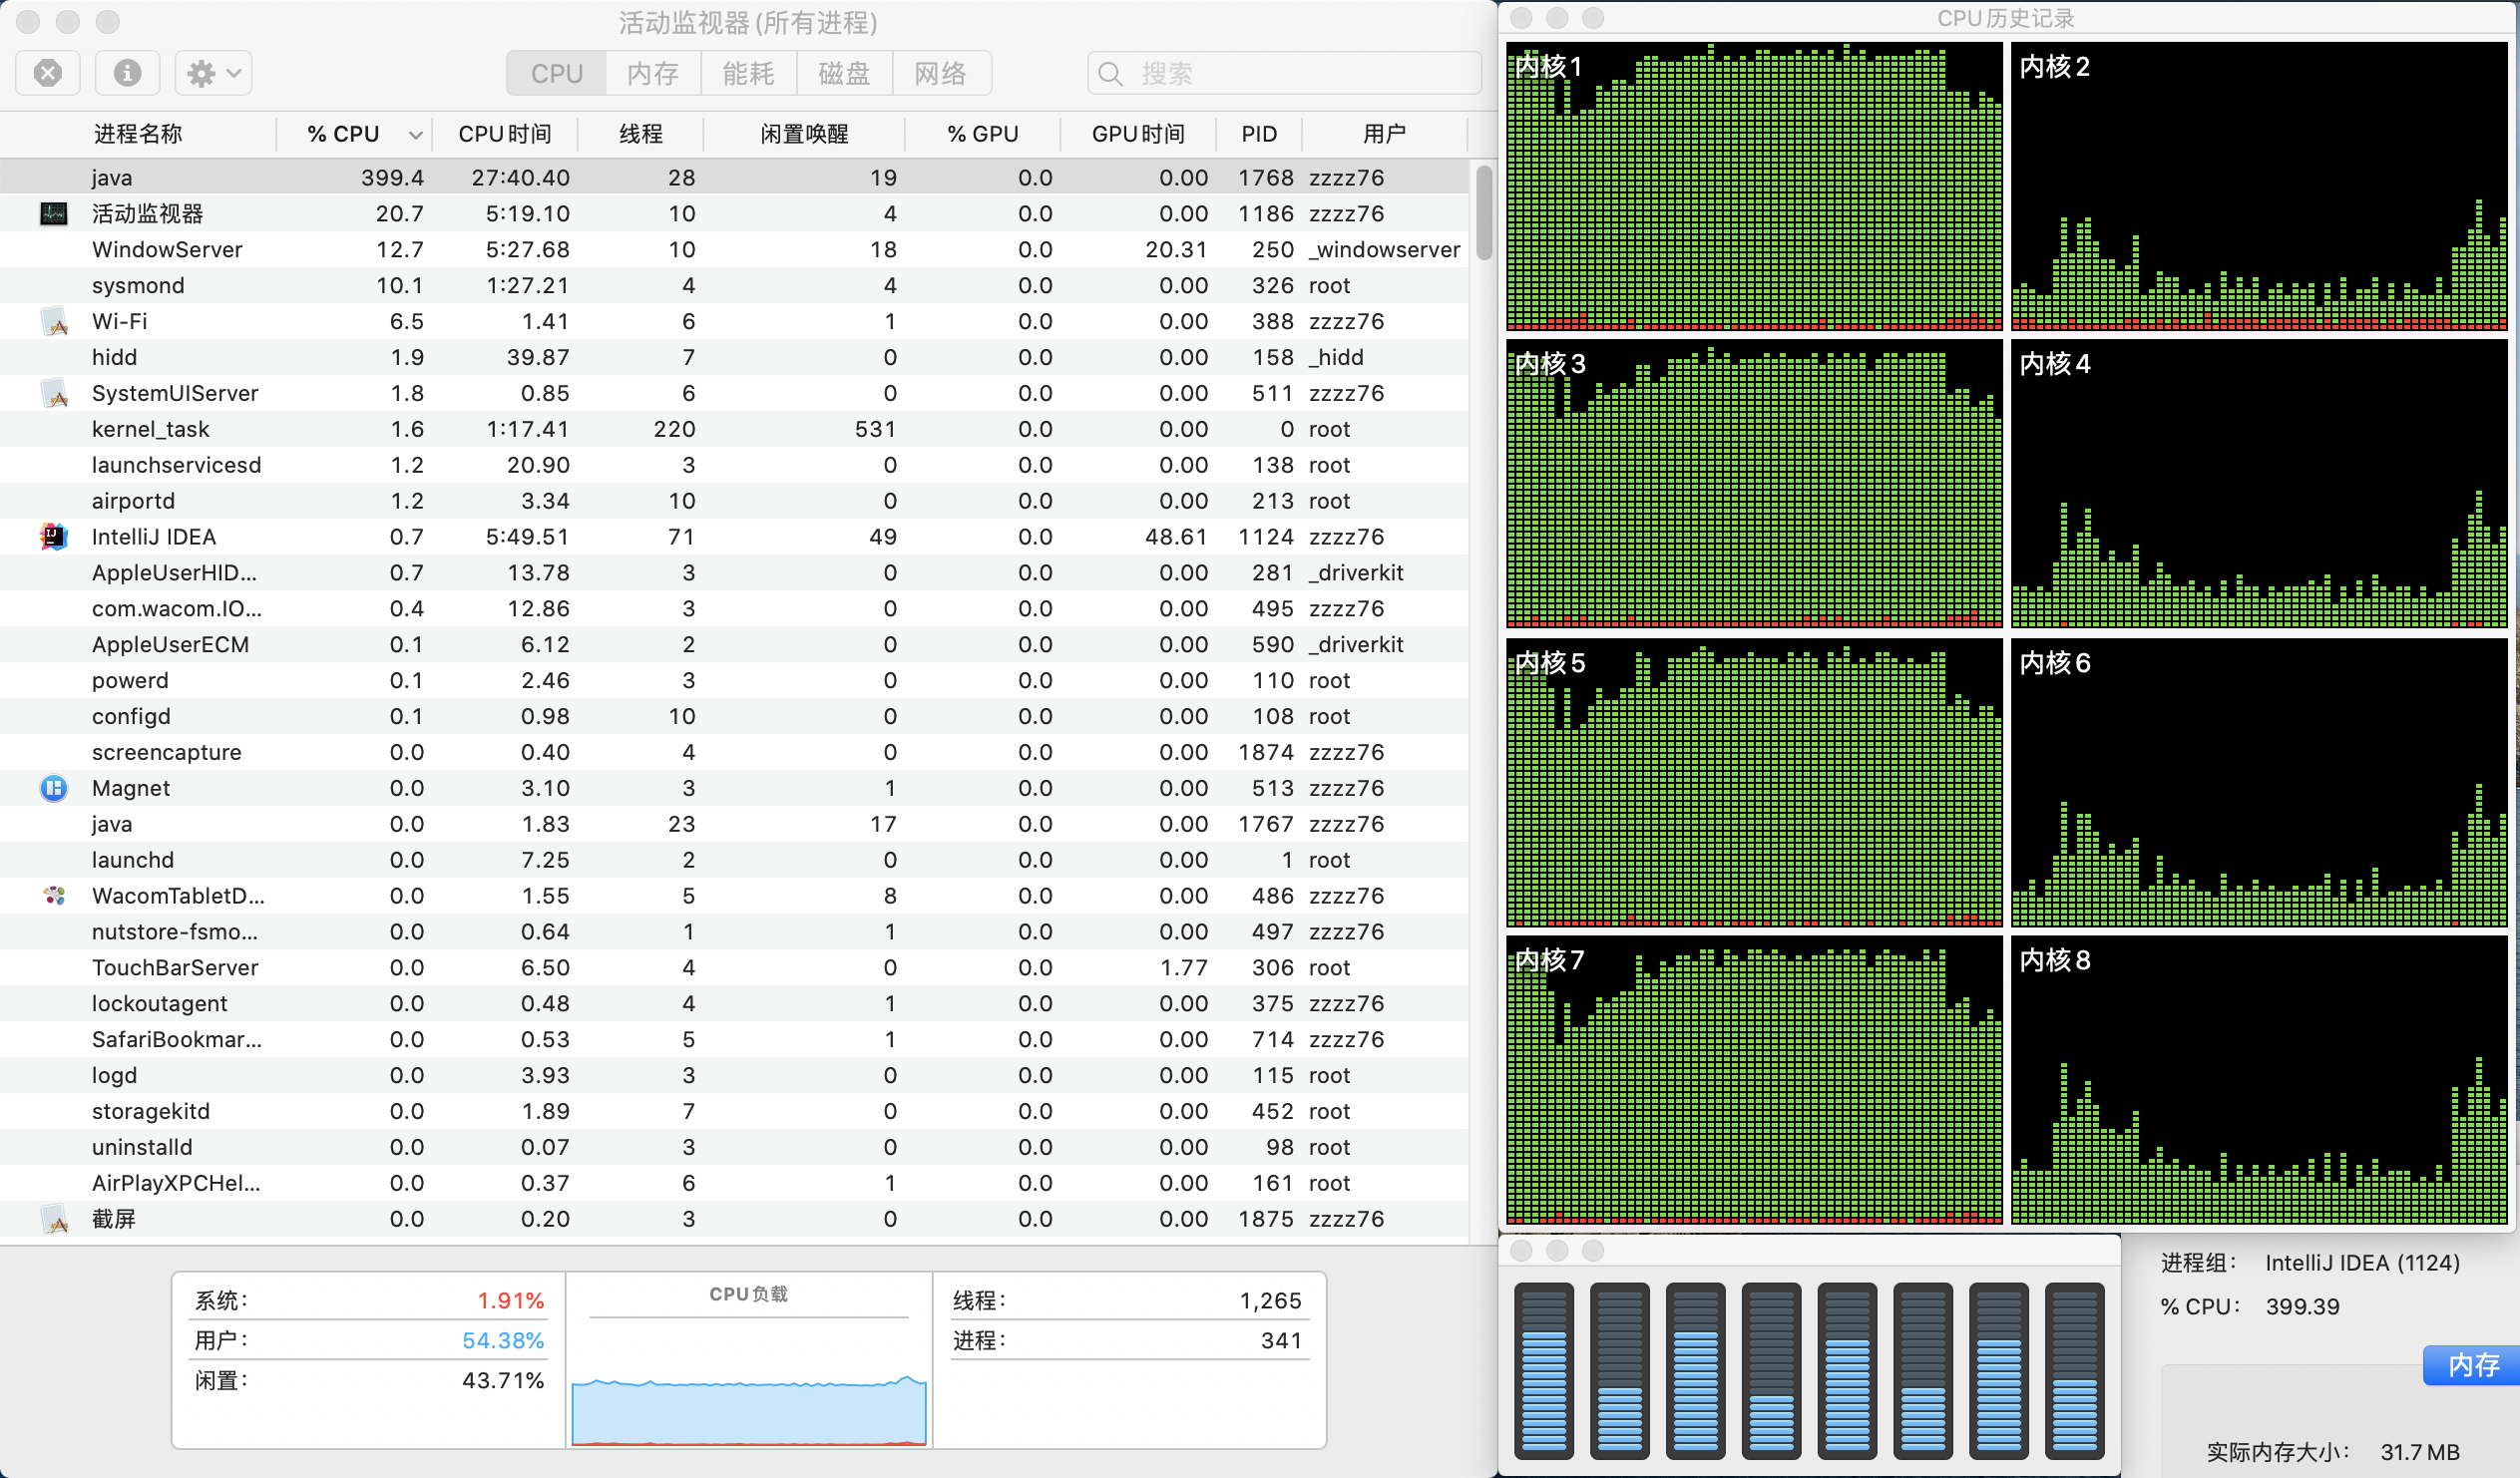 活动监视器 (所有进程)
CPU 内存 能耗 磁盘 网络
搜索
进程名称 % CPU CPU 时间 线程 闲置唤醒 % GPU GPU 时间 PID 用户
java 399.4 27:40.40 28 19 0.0 0.00 1768 zzzz76
活动监视器 20.7 5:19.10 10 4 0.0 0.00 1186 zzzz76
WindowServer 12.7 5:27.68 10 18 0.0 20.31 250 _windowserver
sysmond 10.1 1:27.21 4 4 0.0 0.00 326 root
Wi-Fi 6.5 1.41 6 1 0.0 0.00 388 zzzz76
hidd 1.9 39.87 7 0 0.0 0.00 158 _hidd
SystemUIServer 1.8 0.85 6 0 0.0 0.00 511 zzzz76
kernel_task 1.6 1:17.41 220 531 0.0 0.00 0 root
launchservicesd 1.2 20.90 3 0 0.0 0.00 138 root
airportd 1.2 3.34 10 0 0.0 0.00 213 root
IntelliJ IDEA 0.7 5:49.51 71 49 0.0 48.61 1124 zzzz76
AppleUserHID... 0.7 13.78 3 0 0.0 0.00 281 _driverkit
com.wacom.IO... 0.4 12.86 3 0 0.0 0.00 495 zzzz76
AppleUserECM 0.1 6.12 2 0 0.0 0.00 590 _driverkit
powerd 0.1 2.46 3 0 0.0 0.00 110 root
configd 0.1 0.98 10 0 0.0 0.00 108 root
screencapture 0.0 0.40 4 0 0.0 0.00 1874 zzzz76
Magnet 0.0 3.10 3 1 0.0 0.00 513 zzzz76
java 0.0 1.83 23 17 0.0 0.00 1767 zzzz76
launchd 0.0 7.25 2 0 0.0 0.00 1 root
WacomTabletD... 0.0 1.55 5 8 0.0 0.00 486 zzzz76
nutstore-fsmo... 0.0 0.64 1 1 0.0 0.00 497 zzzz76
TouchBarServer 0.0 6.50 4 0 0.0 1.77 306 root
lockoutagent 0.0 0.48 4 1 0.0 0.00 375 zzzz76
SafariBookmar... 0.0 0.53 5 1 0.0 0.00 714 zzzz76
logd 0.0 3.93 3 0 0.0 0.00 115 root
storagekitd 0.0 1.89 7 0 0.0 0.00 452 root
uninstalld 0.0 0.07 3 0 0.0 0.00 98 root
AirPlayXPCHel... 0.0 0.37 6 1 0.0 0.00 161 root
截屏 0.0 0.20 3 0 0.0 0.00 1875 zzzz76
系统: 1.91%
用户: 54.38%
闲置: 43.71%
CPU负载
线程: 1,265
进程: 341
CPU历史记录
内核1
内核2
内核3
内核4
内核5
内核6
内核7
内核8
进程组: IntelliJ IDEA (1124)
% CPU: 399.39
内存
实际内存大小: 31.7 MB